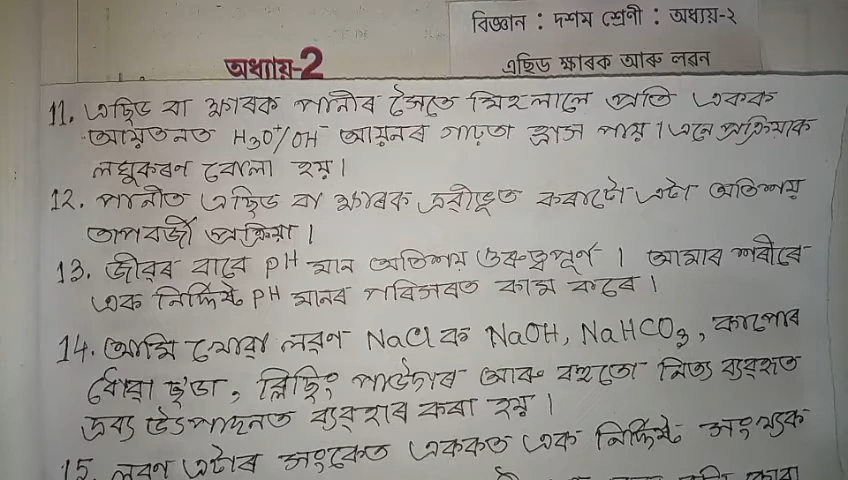 বিজ্ঞান : দশম শ্ৰেণী : অধ্যয়-২
অধ্যায়-2
এছিড ক্ষাৰক আৰু লৱন
11. এছিড বা ক্ষাৰক পানীৰ সৈতে মিহলালে প্ৰতি একক
আয়তনত H₃O⁺/OH⁻ আয়নৰ গাঢ়তা হ্ৰাস পায়। এনে প্ৰক্ৰিয়াক
লঘুকৰণ বোলা হয়।
12. পানীত এছিড বা ক্ষাৰক দ্ৰৱীভূত কৰাটো এটা অতিশয়
তাপবৰ্জী প্ৰক্ৰিয়া।
13. জীৱৰ বাবে pH মান অতিশয় গুৰুত্বপূৰ্ণ। আমাৰ শৰীৰে
এক নিৰ্দ্দিষ্ট pH মানৰ পৰিসৰত কাম কৰে।
14. আমি খোৱা লৱণ NaCl ক NaOH, NaHCO₃, কাপোৰ
ধোৱা ছ'ডা, ব্লিছিং পাউদাৰ আৰু বহুতো নিত্য ব্যৱহৃত
দ্ৰব্য উৎপাদনত ব্যৱহাৰ কৰা হয়।
15. লৱণ এটাৰ সংকেত এককত এক নিৰ্দ্দিষ্ট সংখ্যক